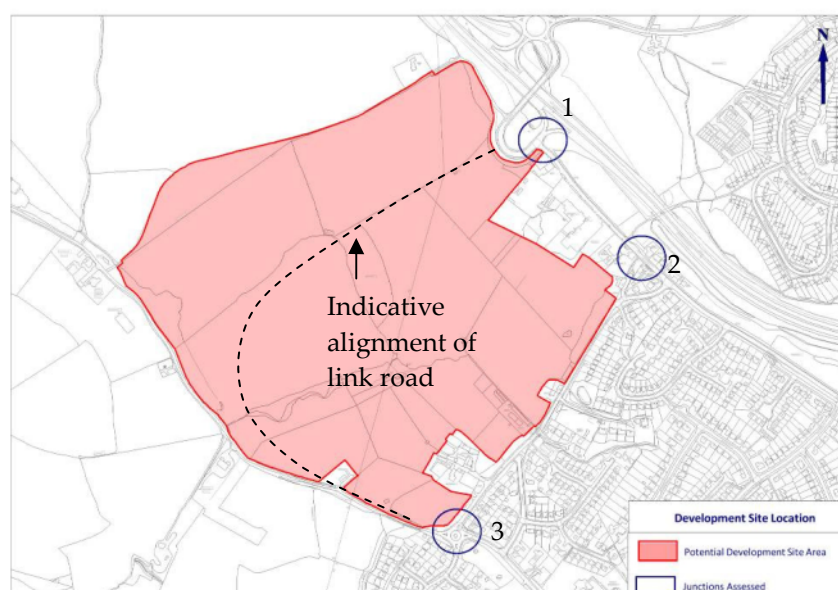 N
1
2
Indicative
alignment of
link road
3
Development Site Location
Potential Development Site Area
Junctions Assessed